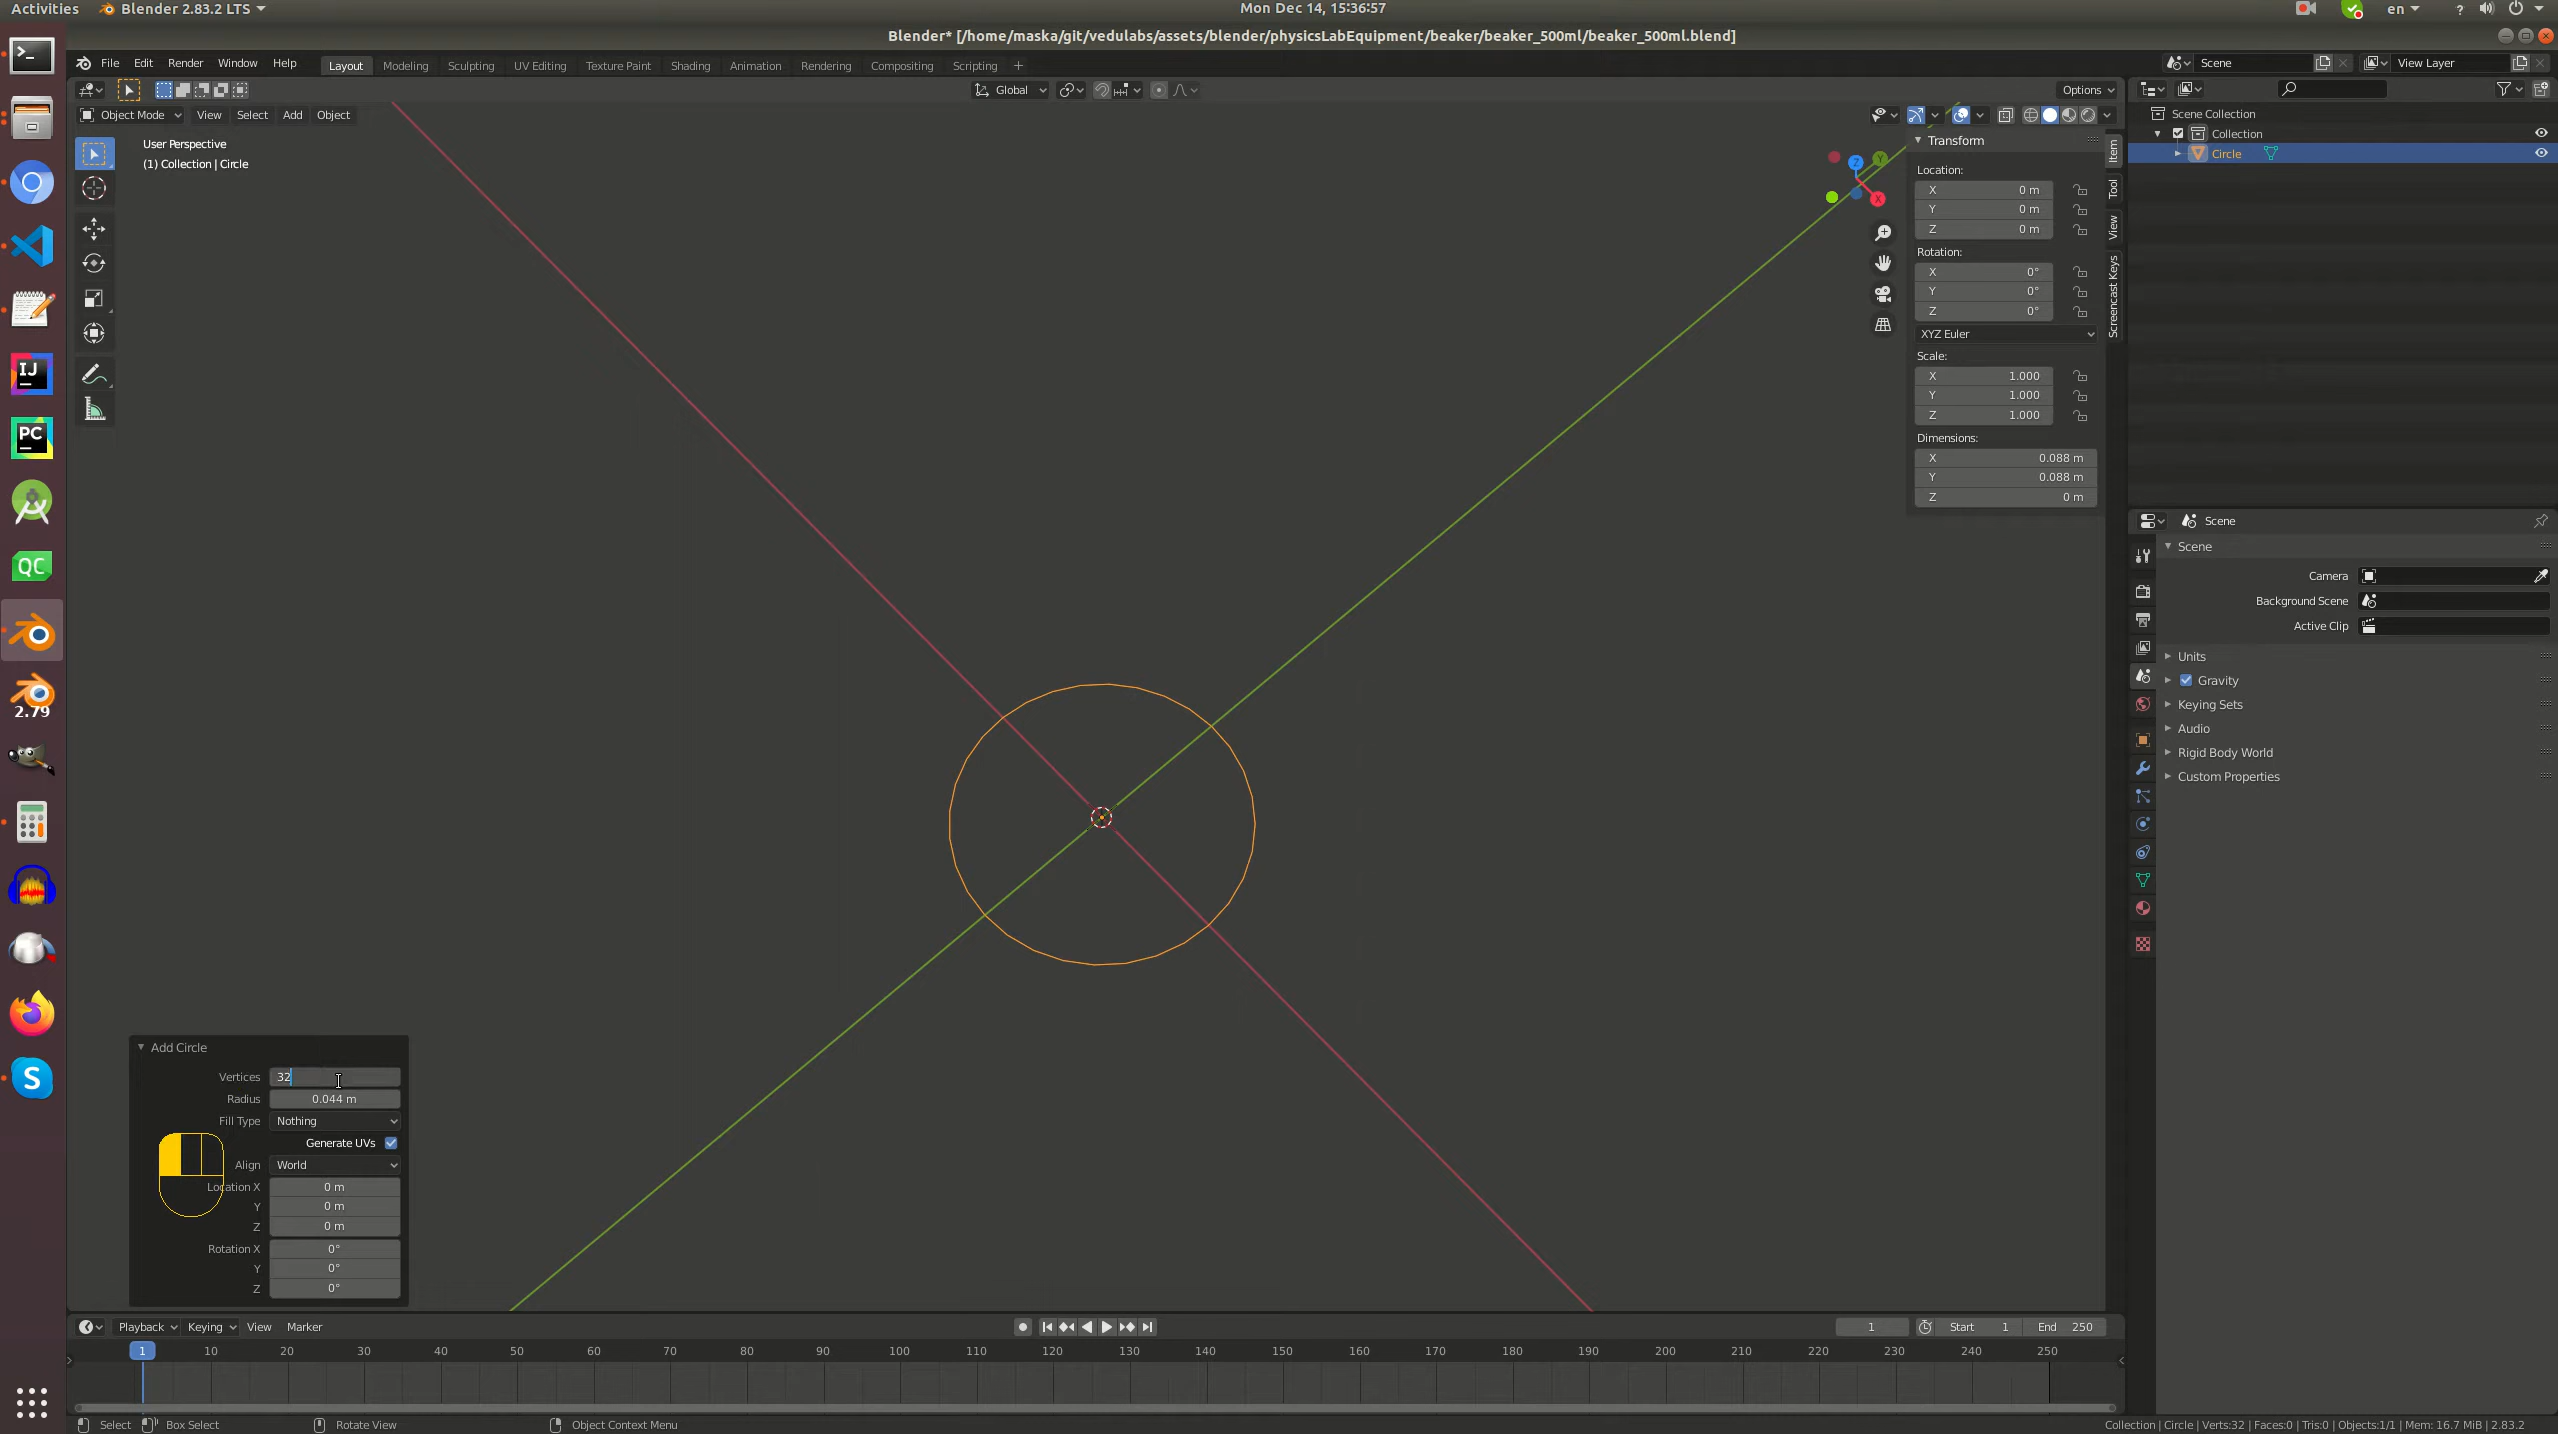 Activities Blender 2.83.2 LTS Mon Dec 14, 15:36:57 en ?
Blender* [/home/maska/git/vedulabs/assets/blender/physicsLabEquipment/beaker/beaker_500ml/beaker_500ml.blend]
File Edit Render Window Help Layout Modeling Sculpting UV Editing Texture Paint Shading Animation Rendering Compositing Scripting + Scene View Layer
Global Options
Object Mode View Select Add Object
User Perspective
(1) Collection | Circle
Z Y X
Transform
Location:
X 0 m
Y 0 m
Z 0 m
Rotation:
X 0°
Y 0°
Z 0°
XYZ Euler
Scale:
X 1.000
Y 1.000
Z 1.000
Dimensions:
X 0.088 m
Y 0.088 m
Z 0 m
Item
Tool
View
Screencast Keys
Scene Collection
Collection
Circle
Scene
Scene
Camera
Background Scene
Active Clip
Units
Gravity
Keying Sets
Audio
Rigid Body World
Custom Properties
IJ
PC
QC
2.79
S
Add Circle
Vertices 32
Radius 0.044 m
Fill Type Nothing
Generate UVs
Align World
Location X 0 m
Y 0 m
Z 0 m
Rotation X 0°
Y 0°
Z 0°
Playback Keying View Marker 1 Start 1 End 250
1 10 20 30 40 50 60 70 80 90 100 110 120 130 140 150 160 170 180 190 200 210 220 230 240 250
Select Box Select Rotate View Object Context Menu Collection | Circle | Verts:32 | Faces:0 | Tris:0 | Objects:1/1 | Mem: 16.7 MiB | 2.83.2